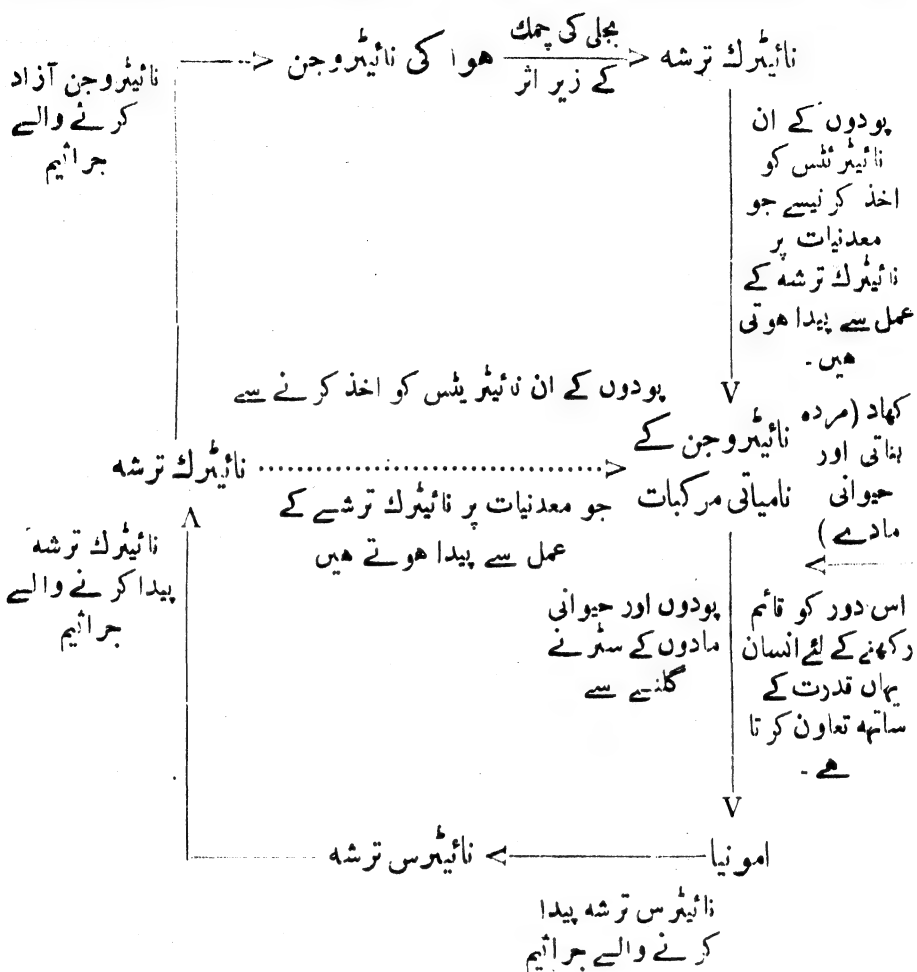 نائیٹرک ترشہ
بجلی کی چمک
کے زیر اثر
ہوا کی نائیٹروجن
نائیٹروجن آزاد
کرنے والے
جراثیم
پودوں کے ان
نائیٹرئٹس کو
اخذ کرنیسے جو
معدنیات پر
نائیٹرک ترشہ کے
عمل سے پیدا ہوتی
ہیں۔
پودوں کے ان نائیٹریٹس کو اخذ کرنے سے
کھاد (مردہ
بناتی اور
حیوانی
مادے)
نائیٹروجن کے
نامیاتی مرکبات
نائیٹرک ترشہ
جو معدنیات پر نائیٹرک ترشے کے
عمل سے پیدا ہوتے ہیں
نائیٹرک ترشہ
پیدا کرنے والے
جراثیم
اس دور کو قائم
رکھنے کے لئے انسان
یہاں قدرت کے
ساتھ تعاون کرتا
ہے۔
پودوں اور حیوانی
مادوں کے سڑنے
گلنے سے
امونیا
نائیٹرس ترشہ
نائیٹرس ترشہ پیدا
کرنے والے جراثیم